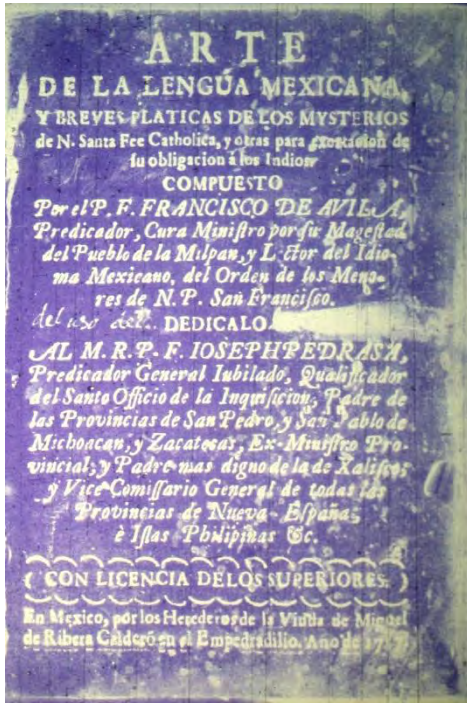 ARTE
DE LA LENGUA MEXICANA,
Y BREVES PLATICAS DE LOS MYSTERIOS
de N. Santa Fee Catholica, y otras para exortacion de
su obligacion á los Indios.
COMPUESTO
Por el P. F. FRANCISCO DE AVILA,
Predicador, Cura Ministro por su Magestad
del Pueblo de la Milpan, y Lector del Idio-
ma Mexicano, del Orden de los Meno-
res de N. P. San Francisco.
del uso del DEDICALO
AL M.R.P.F. IOSEPH PEDRASA,
Predicador General Iubilado, Qualificador
del Santo Officio de la Inquisicion, Padre de
las Provincias de San Pedro, y San Pablo de
Michoacan, y Zacatecas, Ex-Ministro Pro-
vincial, y Padre mas digno de la de Xalisco,
y Vice-Comissario General de todas las
Provincias de Nueva-España,
è Islas Philipinas &c.
(CON LICENCIA DE LOS SUPERIORES.)
En Mexico, por los Herederos de la Viuda de Miguel
de Ribera Calderó en el Empedradillo. Año de